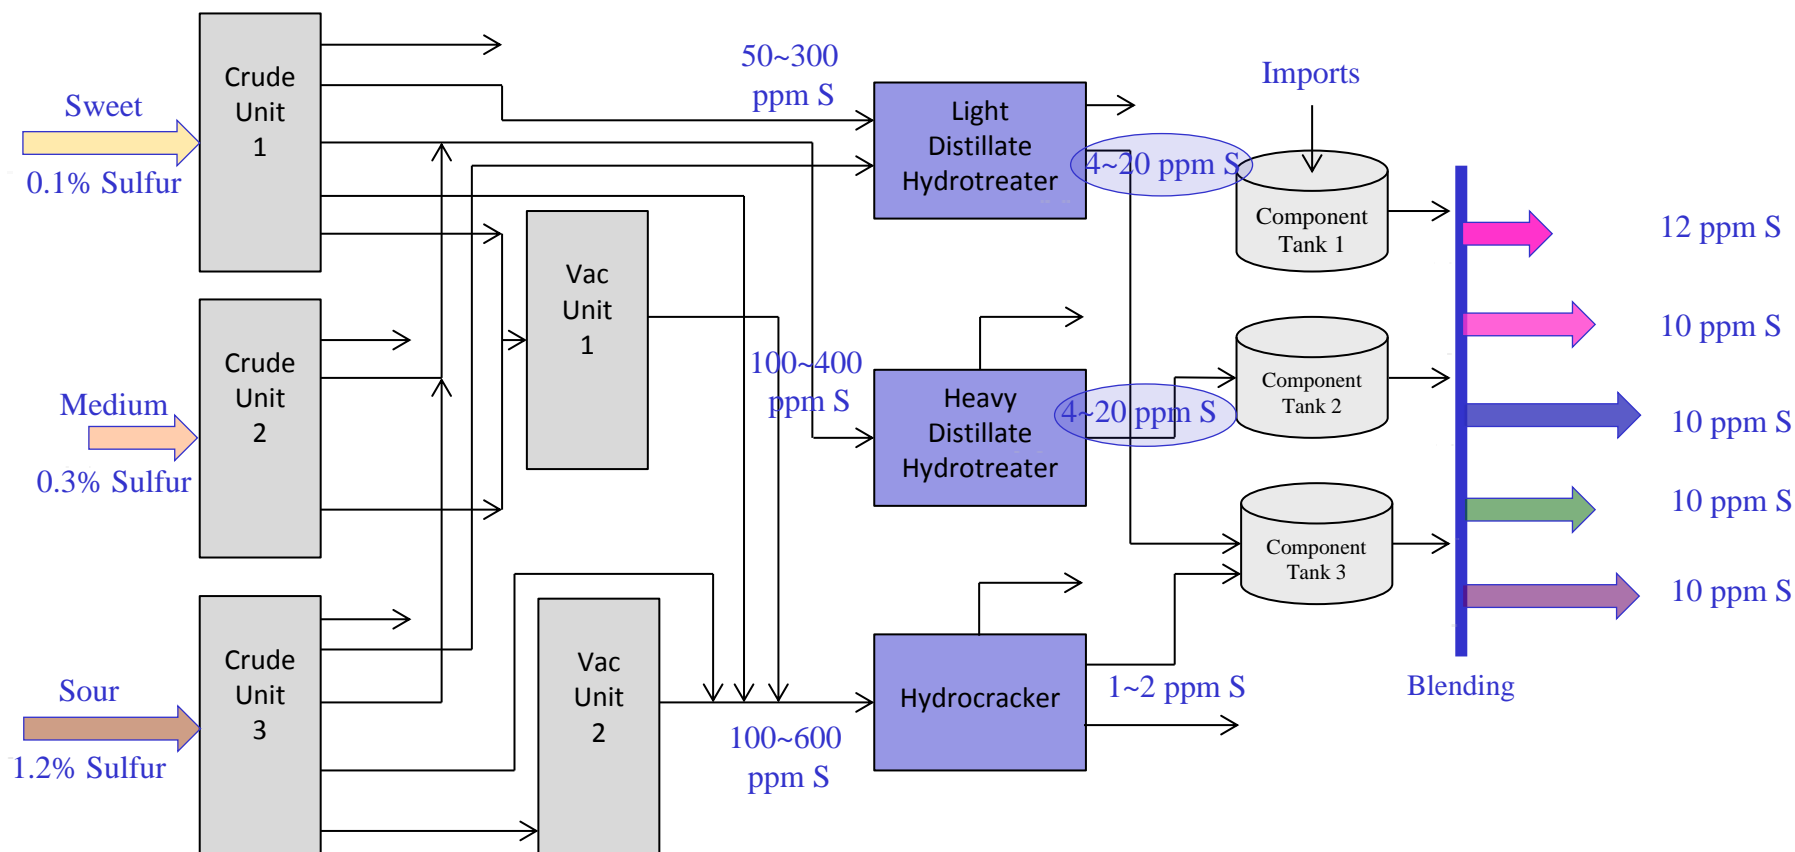 Sweet
0.1% Sulfur
Crude
Unit
1
50~300
ppm S
Light
Distillate
Hydrotreater
4~20 ppm S
Imports
Component
Tank 1
12 ppm S
Medium
0.3% Sulfur
Crude
Unit
2
Vac
Unit
1
100~400
ppm S
Heavy
Distillate
Hydrotreater
4~20 ppm S
Component
Tank 2
10 ppm S
10 ppm S
Sour
1.2% Sulfur
Crude
Unit
3
Vac
Unit
2
100~600
ppm S
Hydrocracker
1~2 ppm S
Component
Tank 3
10 ppm S
10 ppm S
Blending